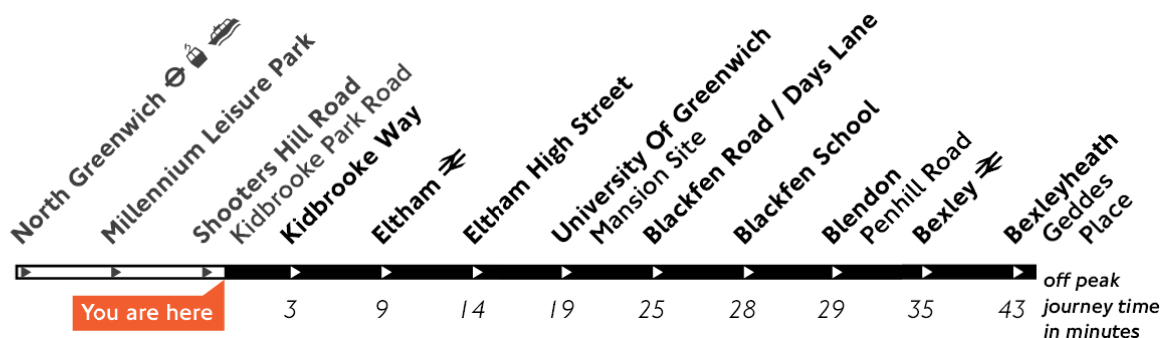 North Greenwich
Millennium Leisure Park
Shooters Hill Road
Kidbrooke Park Road
Kidbrooke Way
Eltham
Eltham High Street
University Of Greenwich
Mansion Site
Blackfen Road / Days Lane
Blackfen School
Blendon
Penhill Road
Bexley
Bexleyheath
Geddes
Place
You are here
3 9 14 19 25 28 29 35 43
off peak
journey time
in minutes